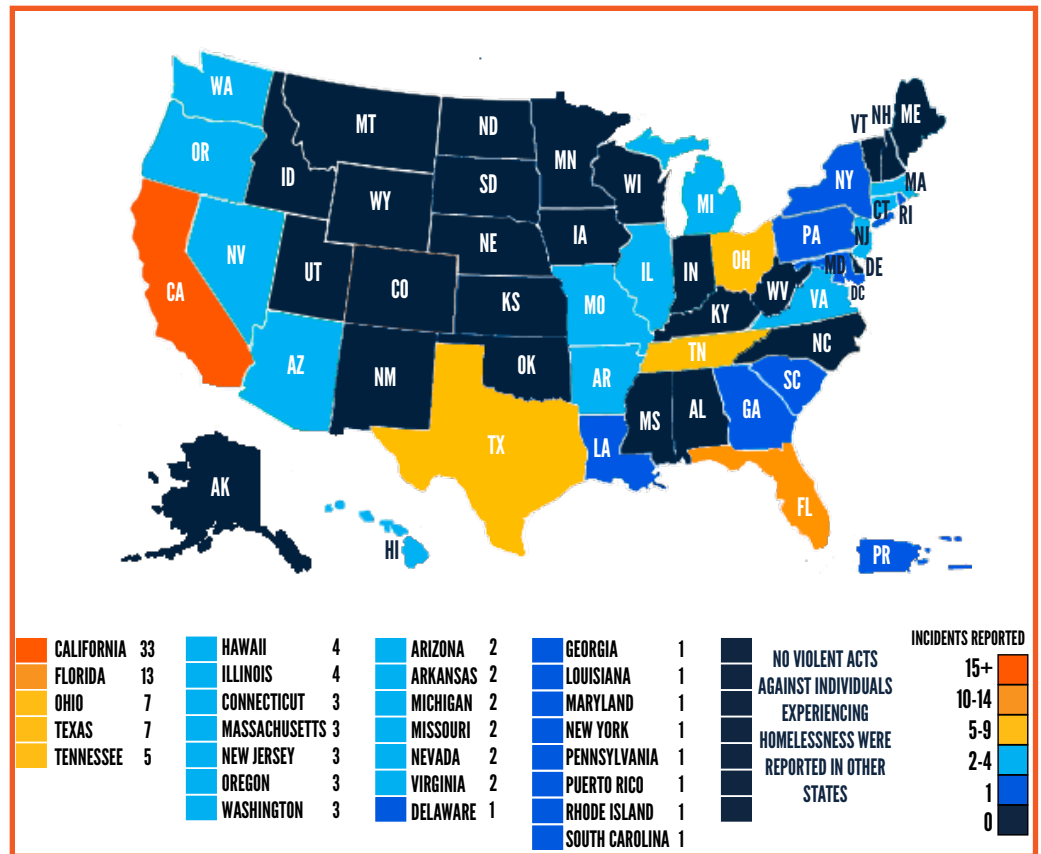 WA
MT
ND
MN
VT
NH
ME
OR
ID
SD
WI
NY
MA
WY
MI
CT
RI
IA
PA
NE
NJ
NV
UT
CO
IL
IN
OH
MD
DE
CA
KS
MO
WV
VA
DC
KY
AZ
NM
OK
AR
TN
NC
SC
TX
MS
AL
GA
LA
AK
FL
HI
PR
CALIFORNIA 33
FLORIDA 13
OHIO 7
TEXAS 7
TENNESSEE 5
HAWAII 4
ILLINOIS 4
CONNECTICUT 3
MASSACHUSETTS 3
NEW JERSEY 3
OREGON 3
WASHINGTON 3
ARIZONA 2
ARKANSAS 2
MICHIGAN 2
MISSOURI 2
NEVADA 2
VIRGINIA 2
DELAWARE 1
GEORGIA 1
LOUISIANA 1
MARYLAND 1
NEW YORK 1
PENNSYLVANIA 1
PUERTO RICO 1
RHODE ISLAND 1
SOUTH CAROLINA 1
NO VIOLENT ACTS
AGAINST INDIVIDUALS
EXPERIENCING
HOMELESSNESS WERE
REPORTED IN OTHER
STATES
INCIDENTS REPORTED
15+
10-14
5-9
2-4
1
0